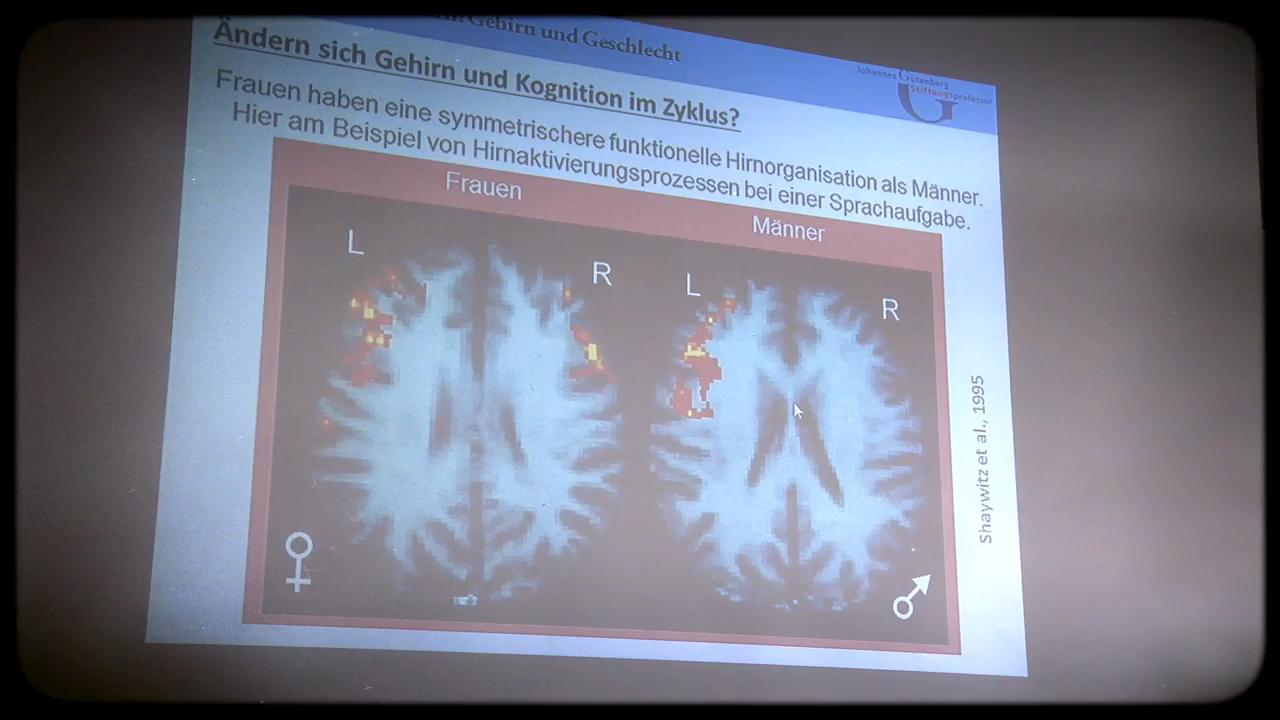 Gehirn und Geschlecht
Johannes Gutenberg
Stiftungsprofessur
Ändern sich Gehirn und Kognition im Zyklus?
Frauen haben eine symmetrischere funktionelle Hirnorganisation als Männer.
Hier am Beispiel von Hirnaktivierungsprozessen bei einer Sprachaufgabe.
Frauen
Männer
L
R
L
R
Shaywitz et al., 1995